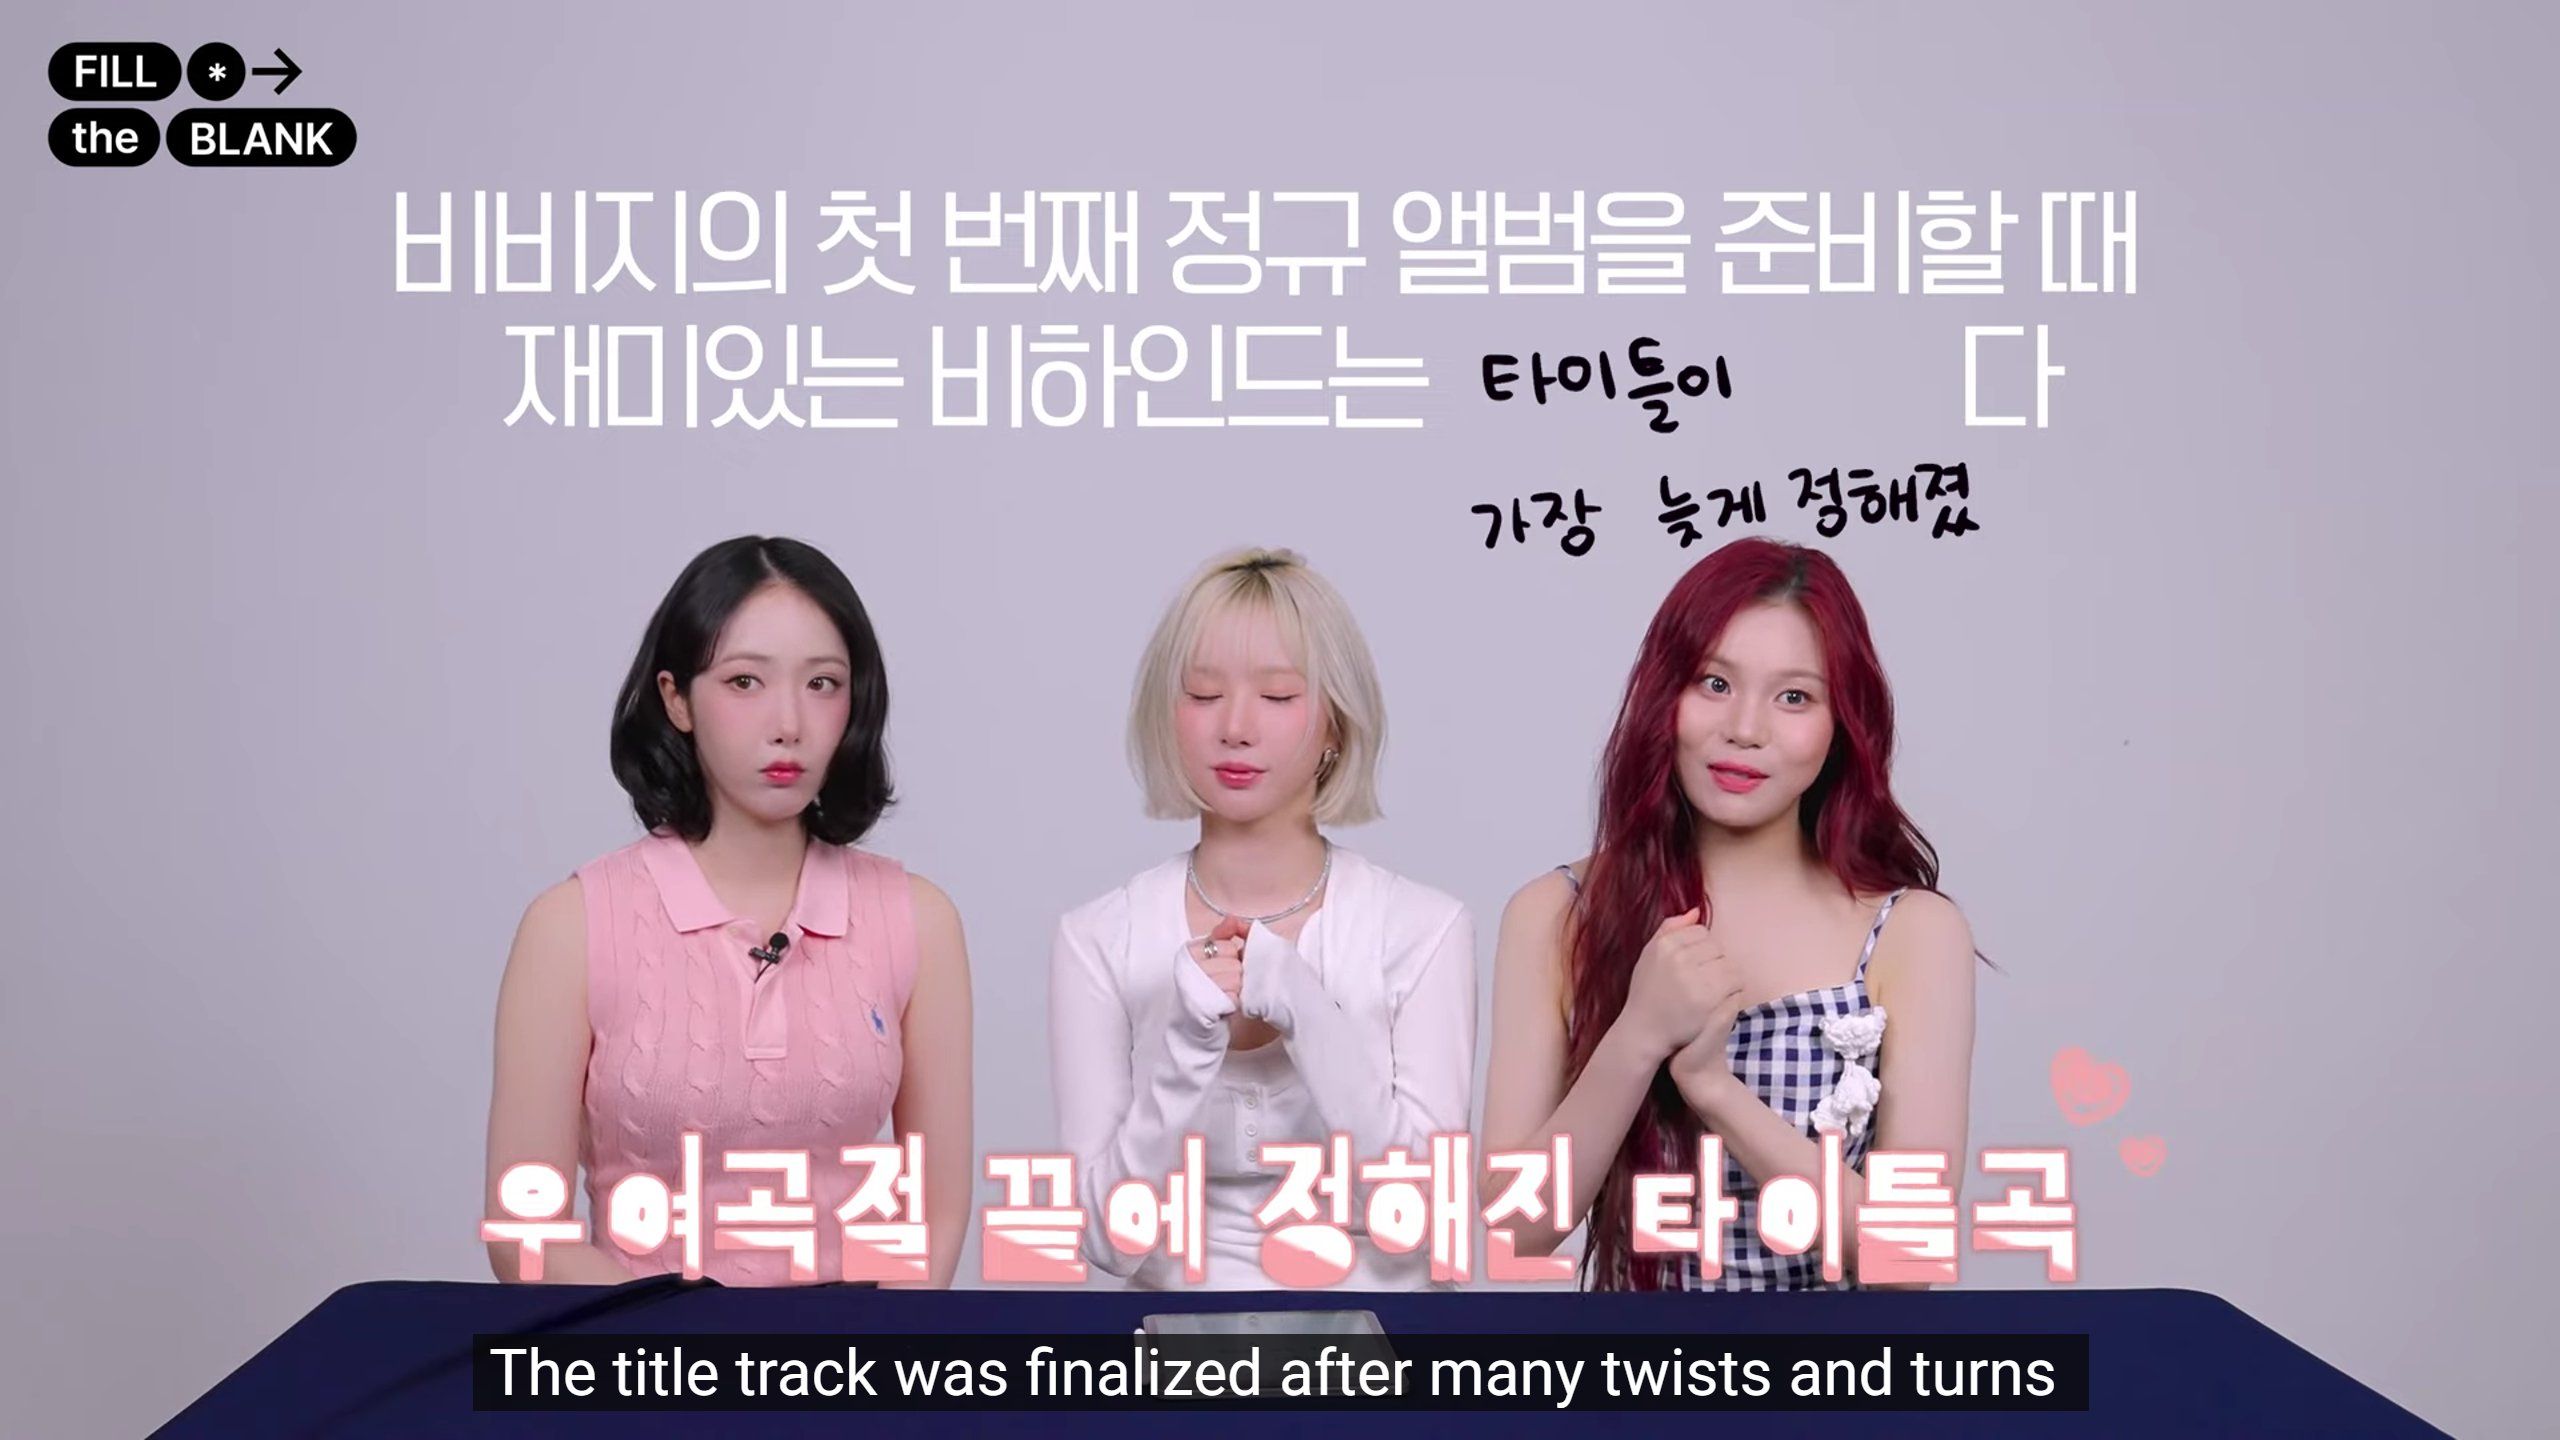 FILL * →
the BLANK
비비지의 첫 번째 정규 앨범을 준비할 때
재미있는 비하인드는 타이틀이 다
가장 늦게 정해졌
우여곡절 끝에 정해진 타이틀곡
The title track was finalized after many twists and turns